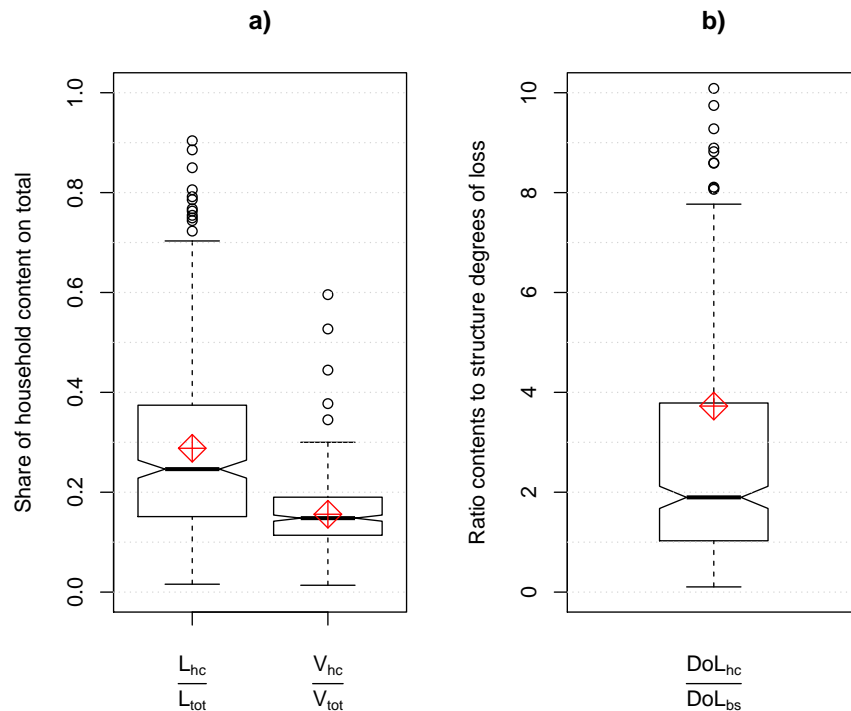 a)
Share of household content on total
1.0
0.8
0.6
0.4
0.2
0.0
L_hc
L_tot
V_hc
V_tot
b)
Ratio contents to structure degrees of loss
10
8
6
4
2
0
DoL_hc
DoL_bs